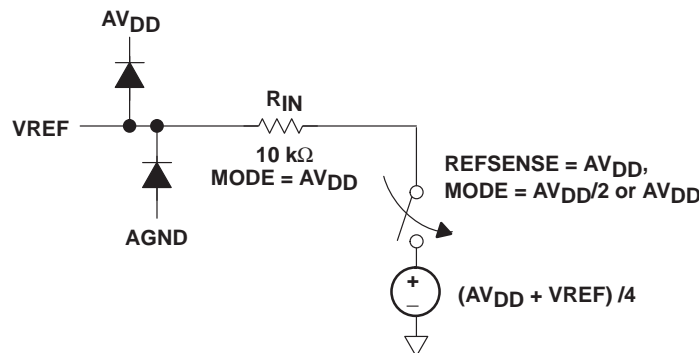 AVDD
VREF
RIN
10 kΩ
MODE = AVDD
REFSENSE = AVDD,
MODE = AVDD/2 or AVDD
AGND
+
−
(AVDD + VREF) /4